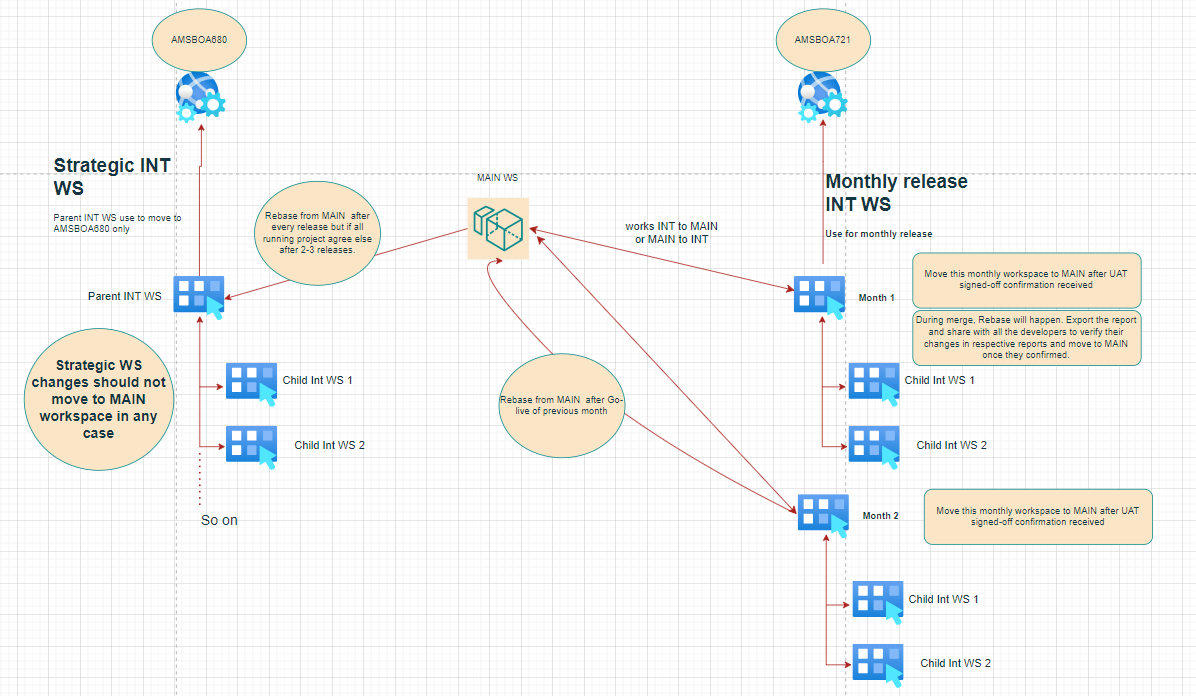 AMSBOA680
Strategic INT
WS
Parent INT WS use to move to
AMSBOA680 only
Rebase from MAIN after
every release but if all
running project agree else
after 2-3 releases.
Parent INT WS
Strategic WS
changes should not
move to MAIN
workspace in any
case
Child Int WS 1
Child Int WS 2
So on
MAIN WS
works INT to MAIN
or MAIN to INT
Rebase from MAIN after Go-
live of previous month
AMSBOA721
Monthly release
INT WS
Use for monthly release
Month 1
Move this monthly workspace to MAIN after UAT
signed-off confirmation received
During merge, Rebase will happen. Export the report
and share with all the developers to verify their
changes in respective reports and move to MAIN
once they confirmed.
Child Int WS 1
Child Int WS 2
Month 2
Move this monthly workspace to MAIN after UAT
signed-off confirmation received
Child Int WS 1
Child Int WS 2